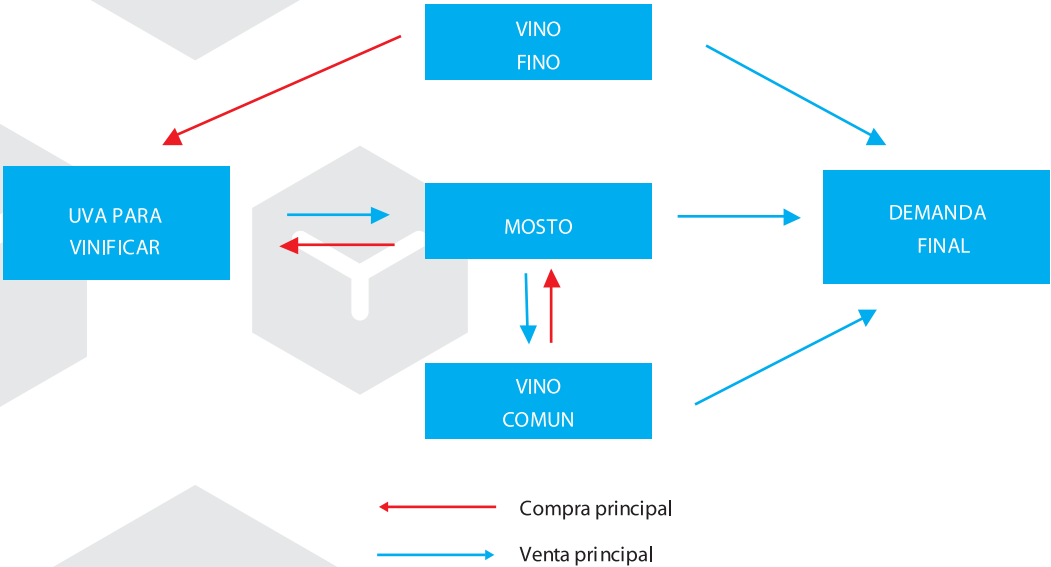 VINO
FINO
UVA PARA
VINIFICAR
MOSTO
DEMANDA
FINAL
VINO
COMUN
Compra principal
Venta principal